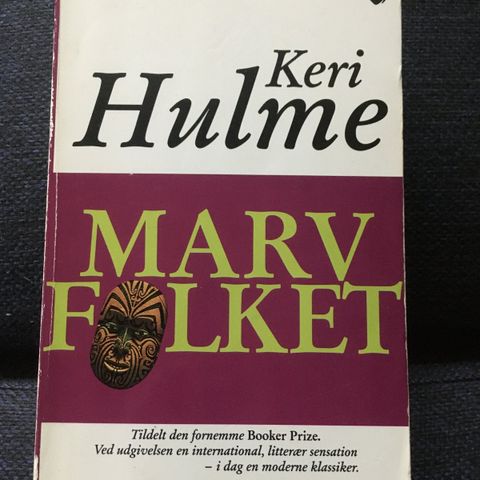 Keri
Hulme
MARV
FOLKET
Tildelt den fornemme Booker Prize.
Ved udgivelsen en international, litterær sensation
– i dag en moderne klassiker.